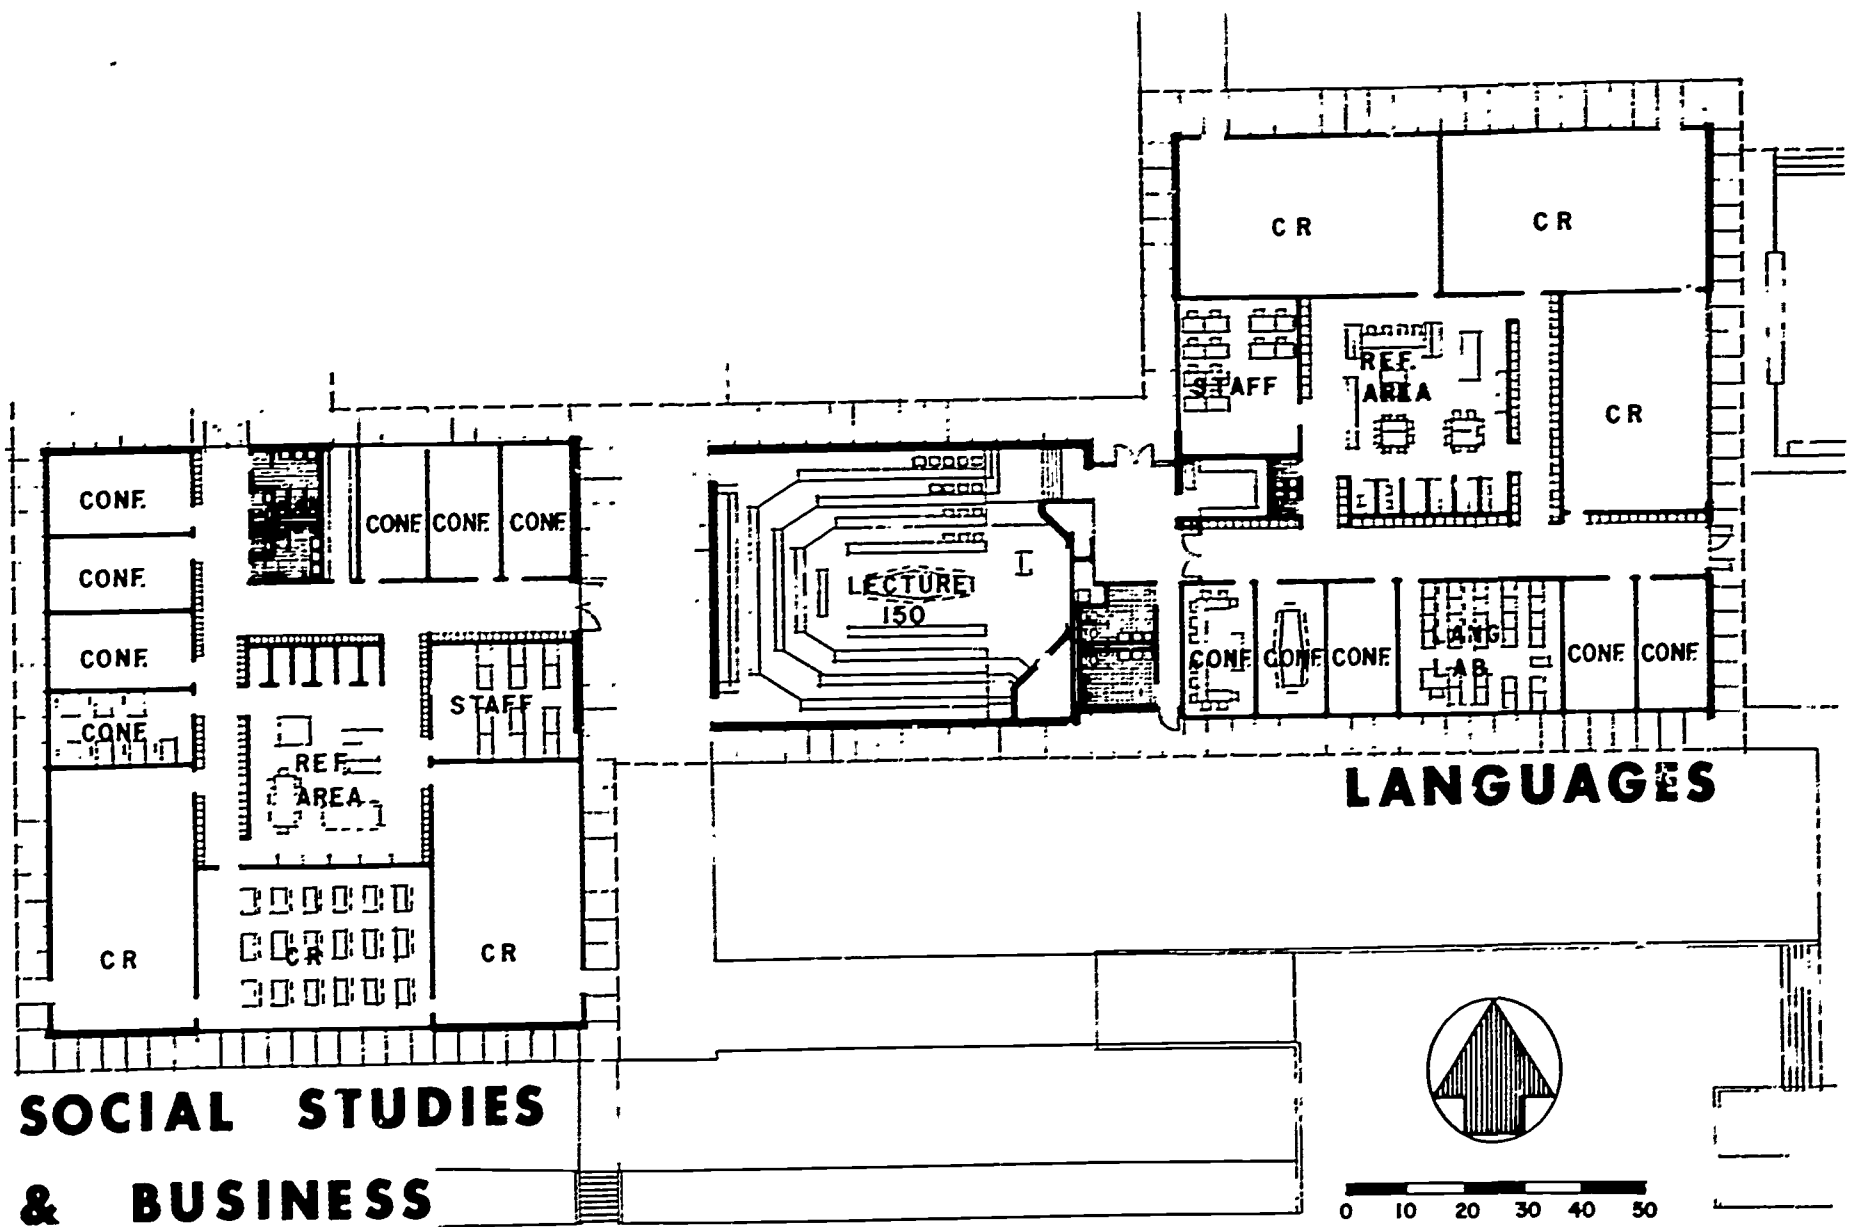 CR
CR
REF.
STAFF
AREA
CR
CONF.
CONF.
CONF.
CONF.
CONF.
CONF.
CONF.
LECTURE
150
LANG
CONF.
CONF.
CONF.
LAB.
CONF.
CONF.
STAFF
CONF.
REF.
AREA
LANGUAGES
CR
CR
CR
SOCIAL STUDIES
& BUSINESS
0 10 20 30 40 50